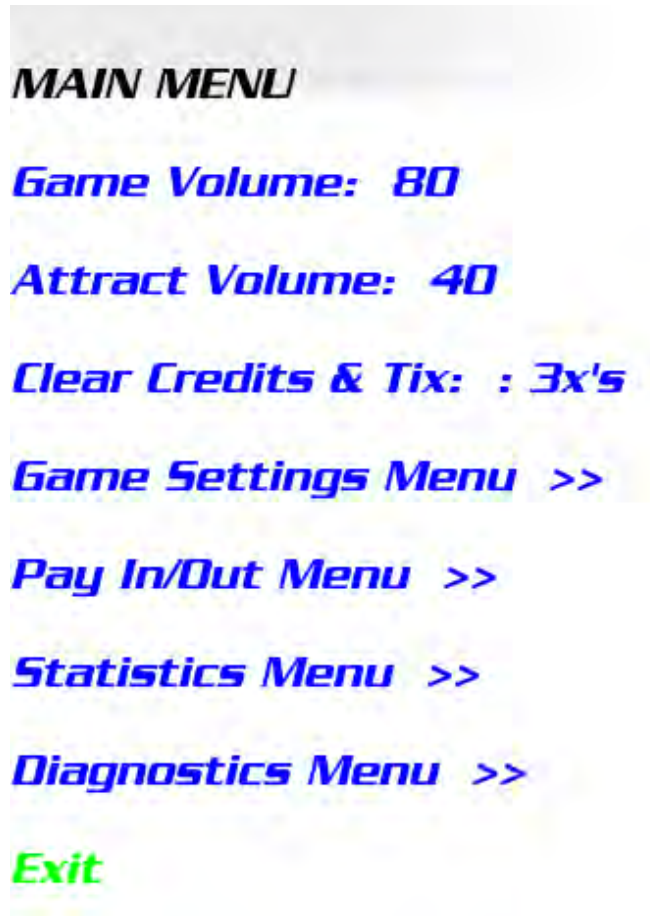 MAIN MENU
Game Volume: 80
Attract Volume: 40
Clear Credits & Tix: : 3x's
Game Settings Menu >>
Pay In/Out Menu >>
Statistics Menu >>
Diagnostics Menu >>
Exit